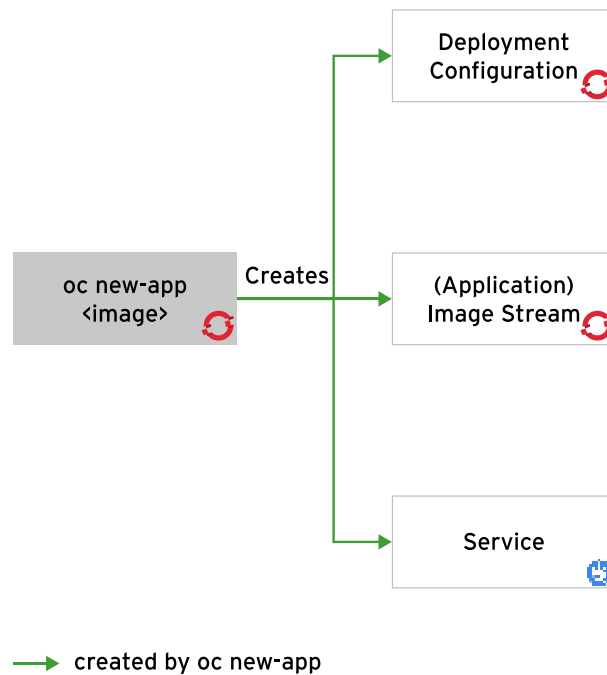 Deployment
Configuration
oc new-app
<image>
Creates
(Application)
Image Stream
Service
created by oc new-app